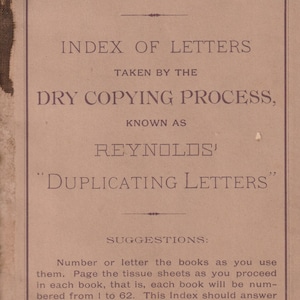 INDEX OF LETTERS
TAKEN BY THE
DRY COPYING PROCESS,
KNOWN AS
REYNOLDS'
"DUPLICATING LETTERS"
SUGGESTIONS:
Number or letter the books as you use
them. Page the tissue sheets as you proceed
in each book, that is, each book will be num-
bered from 1 to 62. This Index should answer